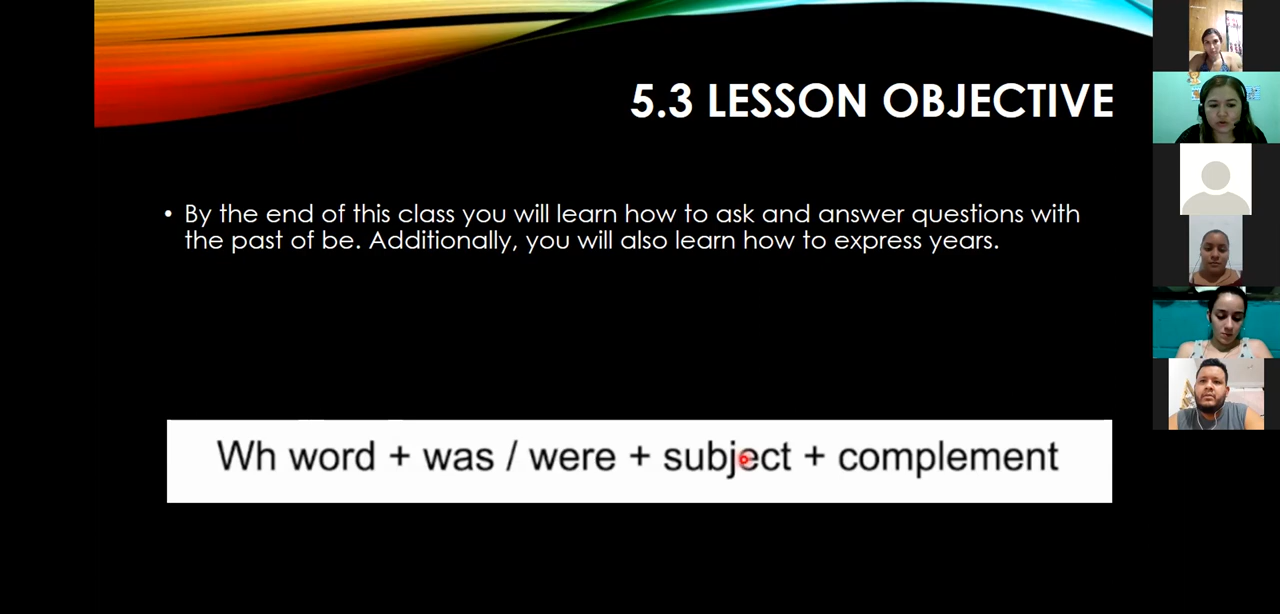 5.3 LESSON OBJECTIVE
• By the end of this class you will learn how to ask and answer questions with
the past of be. Additionally, you will also learn how to express years.
Wh word + was / were + subject + complement